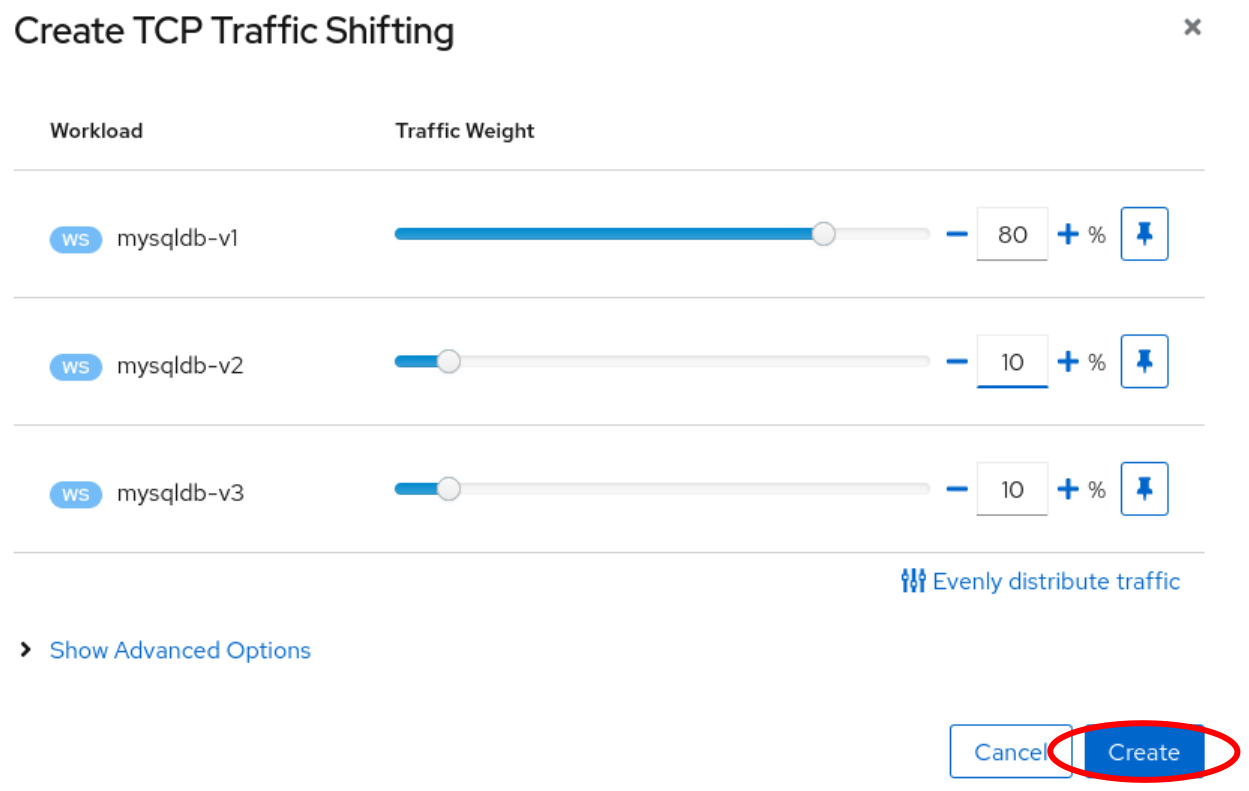 Create TCP Traffic Shifting
Workload Traffic Weight
WS mysqldb-v1 80 %
WS mysqldb-v2 10 %
WS mysqldb-v3 10 %
Evenly distribute traffic
Show Advanced Options
Cancel Create